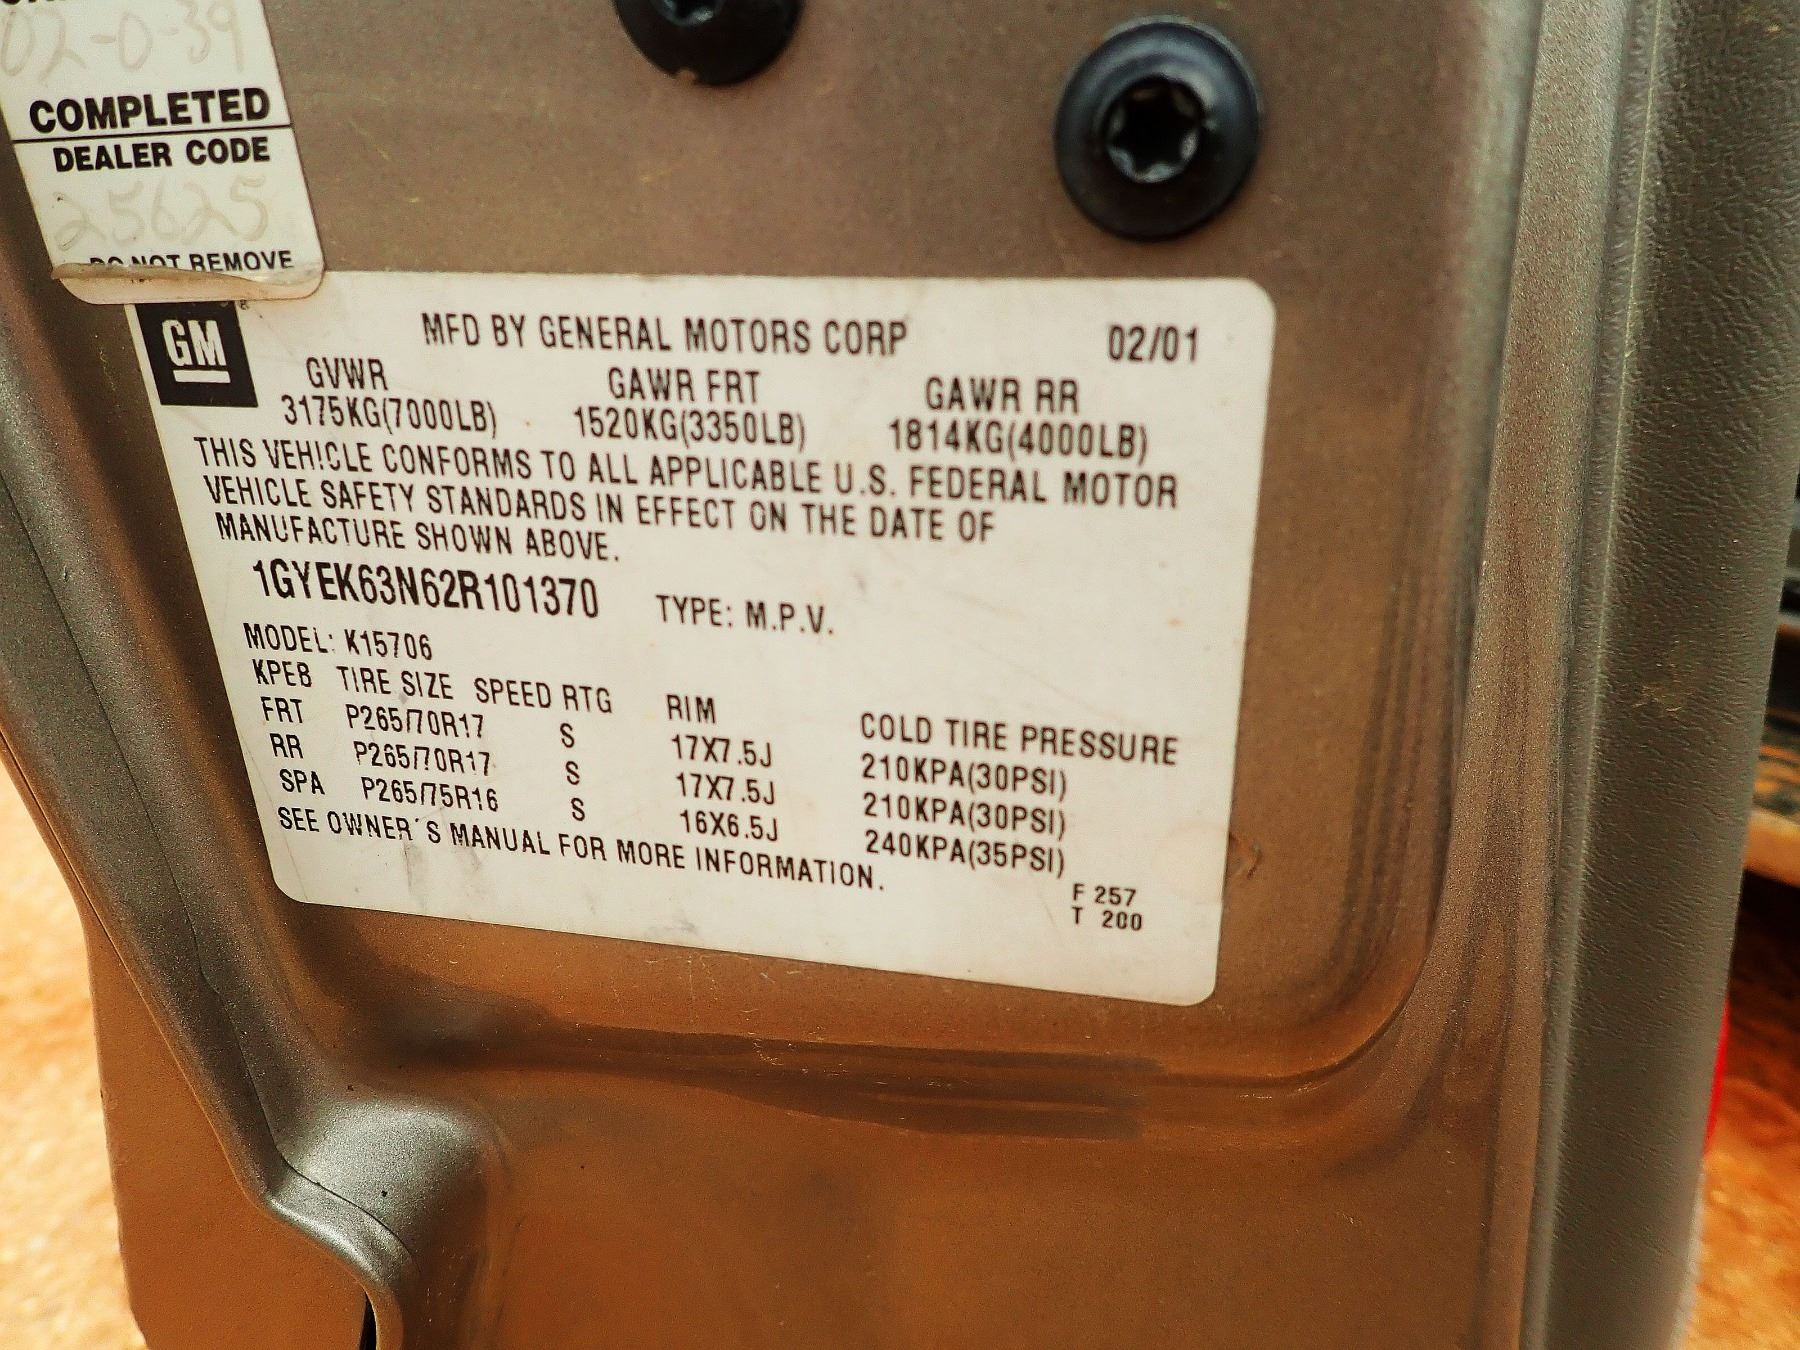 02-0-39
COMPLETED
DEALER CODE
25625
DO NOT REMOVE
GM
MFD BY GENERAL MOTORS CORP 02/01
GVWR GAWR FRT GAWR RR
3175KG(7000LB) 1520KG(3350LB) 1814KG(4000LB)
THIS VEHICLE CONFORMS TO ALL APPLICABLE U.S. FEDERAL MOTOR
VEHICLE SAFETY STANDARDS IN EFFECT ON THE DATE OF
MANUFACTURE SHOWN ABOVE.
1GYEK63N62R101370 TYPE: M.P.V.
MODEL: K15706
KPEB TIRE SIZE SPEED RTG RIM COLD TIRE PRESSURE
FRT P265/70R17 S 17X7.5J 210KPA(30PSI)
RR P265/70R17 S 17X7.5J 210KPA(30PSI)
SPA P265/75R16 S 16X6.5J 240KPA(35PSI)
SEE OWNER'S MANUAL FOR MORE INFORMATION.
F 257
T 200